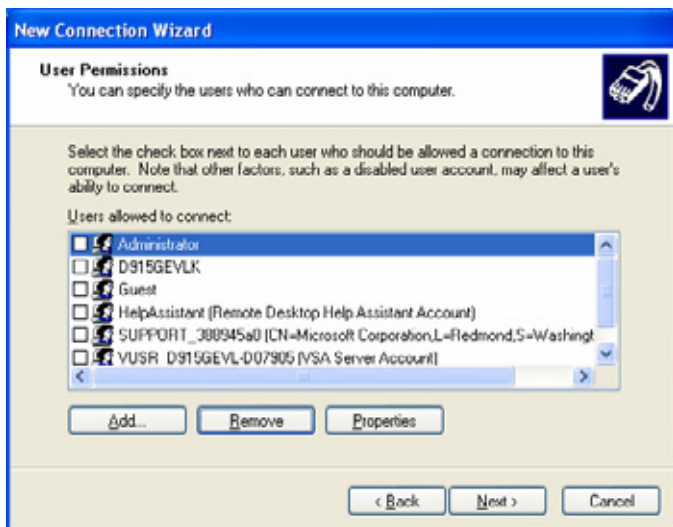 New Connection Wizard
User Permissions
You can specify the users who can connect to this computer.
Select the check box next to each user who should be allowed a connection to this
computer. Note that other factors, such as a disabled user account, may affect a user's
ability to connect.
Users allowed to connect:
Administrator
D915GEVLK
Guest
HelpAssistant (Remote Desktop Help Assistant Account)
SUPPORT_388945a0 (CN=Microsoft Corporation,L=Redmond,S=Washingt
VUSR_D915GEVL-D07905 (VSA Server Account)
Add...
Remove
Properties
< Back
Next >
Cancel